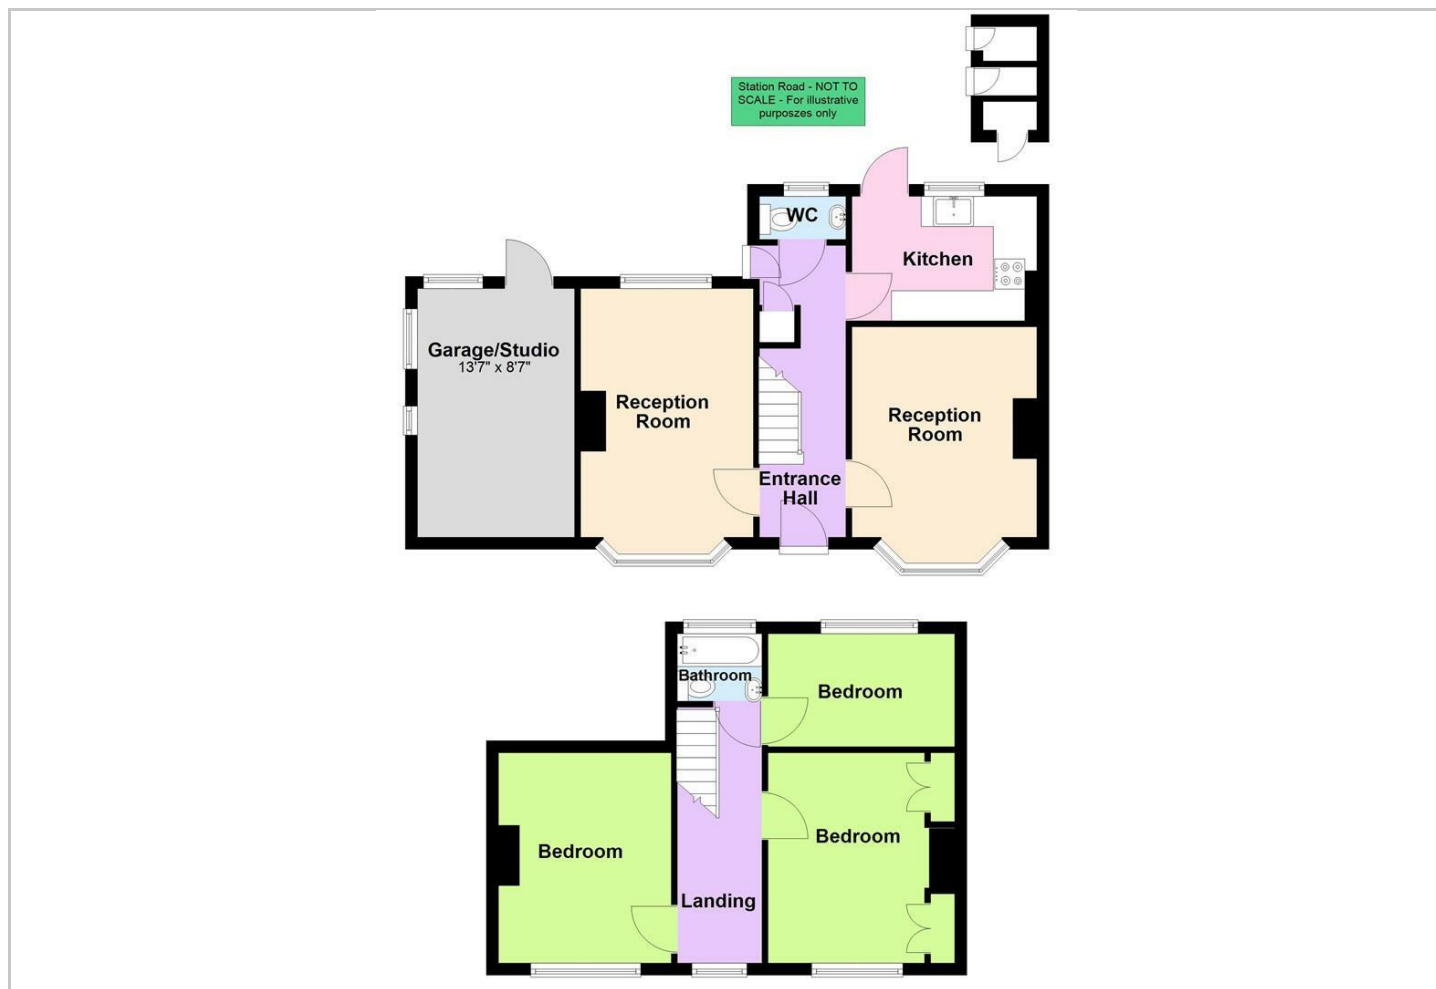 Station Road - NOT TO
SCALE - For illustrative
purposzes only
WC
Kitchen
Garage/Studio
13'7" x 8'7"
Reception
Room
Reception
Room
Entrance
Hall
Bathroom
Bedroom
Bedroom
Bedroom
Landing